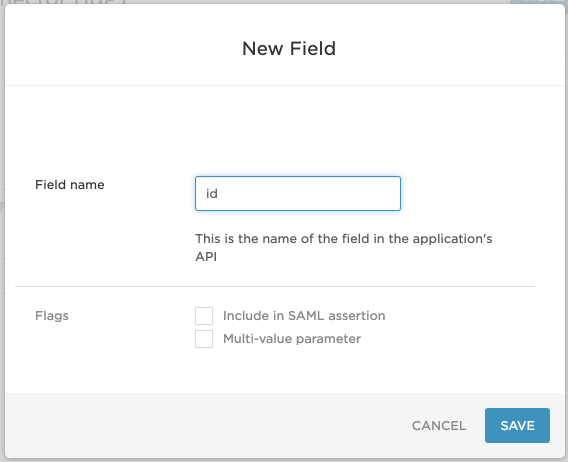 New Field
Field name
id
This is the name of the field in the application's
API
Flags
Include in SAML assertion
Multi-value parameter
CANCEL
SAVE